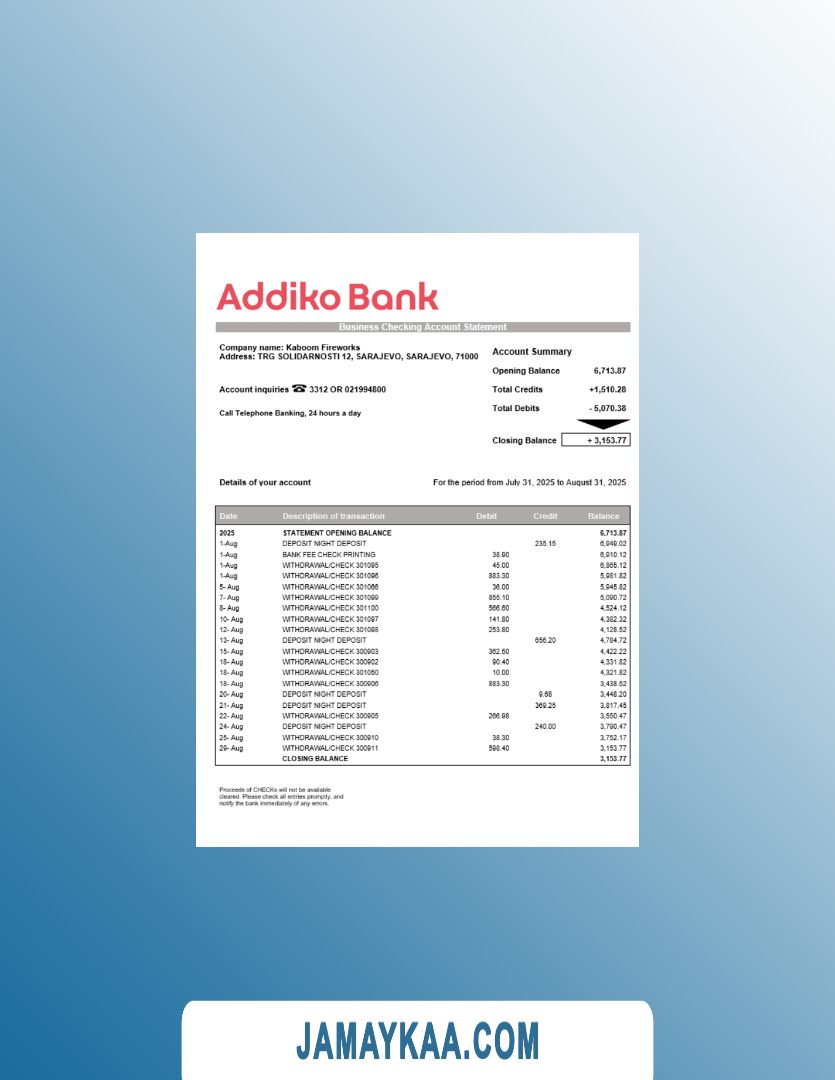 Addiko Bank
Business Checking Account Statement
Company name: Kaboom Fireworks
Address: TRG SOLIDARNOSTI 12, SARAJEVO, SARAJEVO, 71000
Account inquiries ☎ 3312 OR 021994800
Call Telephone Banking, 24 hours a day
Account Summary
Opening Balance 6,713.87
Total Credits +1,510.28
Total Debits - 5,070.38
Closing Balance + 3,153.77
Details of your account For the period from July 31, 2025 to August 31, 2025
Date Description of transaction Debit Credit Balance
2025 STATEMENT OPENING BALANCE 6,713.87
1-Aug DEPOSIT NIGHT DEPOSIT 235.15 6,949.02
1-Aug BANK FEE CHECK PRINTING 38.90 6,910.12
1-Aug WITHDRAWAL/CHECK 301095 45.00 6,865.12
1-Aug WITHDRAWAL/CHECK 301096 883.30 5,981.82
5- Aug WITHDRAWAL/CHECK 301066 36.00 5,945.82
7- Aug WITHDRAWAL/CHECK 301099 855.10 5,090.72
8- Aug WITHDRAWAL/CHECK 301100 566.60 4,524.12
10- Aug WITHDRAWAL/CHECK 301097 141.80 4,382.32
12- Aug WITHDRAWAL/CHECK 301098 253.80 4,128.52
13- Aug DEPOSIT NIGHT DEPOSIT 656.20 4,784.72
15- Aug WITHDRAWAL/CHECK 300903 362.50 4,422.22
18- Aug WITHDRAWAL/CHECK 300902 90.40 4,331.82
18- Aug WITHDRAWAL/CHECK 301050 10.00 4,321.82
18- Aug WITHDRAWAL/CHECK 300906 883.30 3,438.52
20- Aug DEPOSIT NIGHT DEPOSIT 9.68 3,448.20
21- Aug DEPOSIT NIGHT DEPOSIT 369.25 3,817.45
22- Aug WITHDRAWAL/CHECK 300905 266.98 3,550.47
24- Aug DEPOSIT NIGHT DEPOSIT 240.00 3,790.47
25- Aug WITHDRAWAL/CHECK 300910 38.30 3,752.17
29- Aug WITHDRAWAL/CHECK 300911 598.40 3,153.77
CLOSING BALANCE 3,153.77
Proceeds of CHECKs will not be available
cleared. Please check all entries promptly, and
notify the bank immediately of any errors.
JAMAYKAA.COM